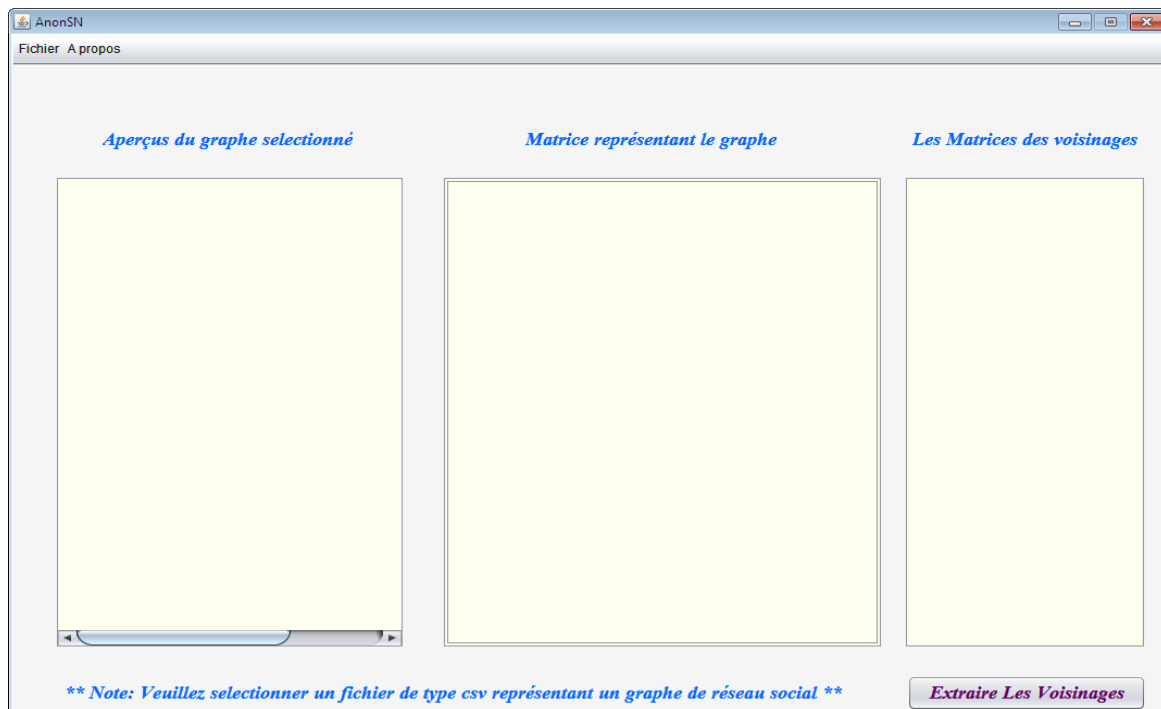 AnonSN
Fichier A propos
Aperçus du graphe selectionné
Matrice représentant le graphe
Les Matrices des voisinages
** Note: Veuillez selectionner un fichier de type csv représentant un graphe de réseau social **
Extraire Les Voisinages